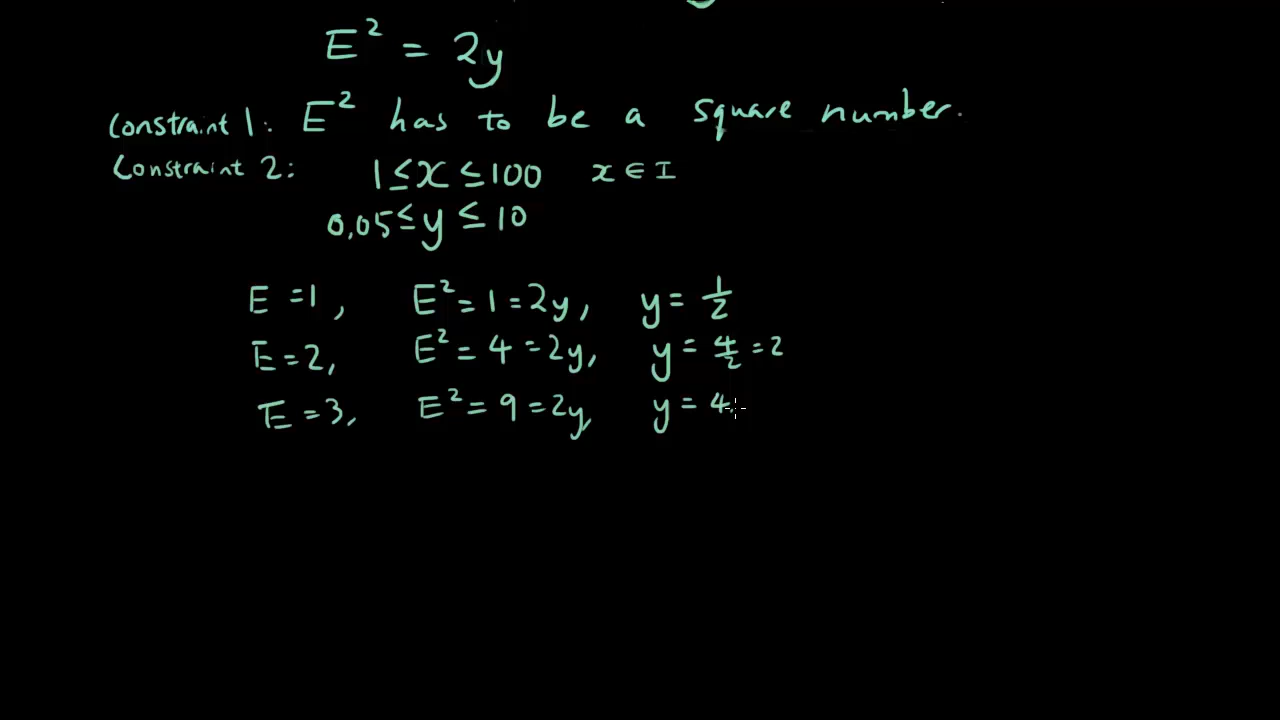 E² = 2y
Constraint 1: E² has to be a square number.
Constraint 2: 1 ≤ x ≤ 100 x ∈ I
0,05 ≤ y ≤ 10
E = 1, E² = 1 = 2y, y = 1/2
E = 2, E² = 4 = 2y, y = 4/2 = 2
E = 3, E² = 9 = 2y, y = 4